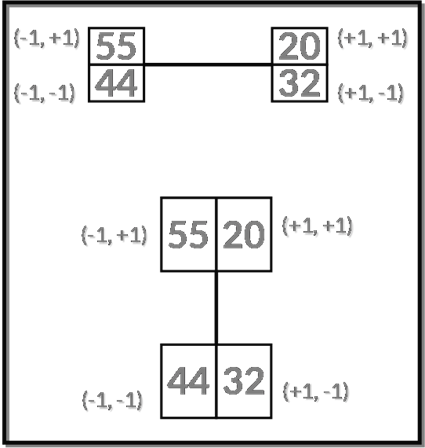 (-1, +1) 55 20 (+1, +1)
(-1, -1) 44 32 (+1, -1)
(-1, +1) 55 20 (+1, +1)
(-1, -1) 44 32 (+1, -1)